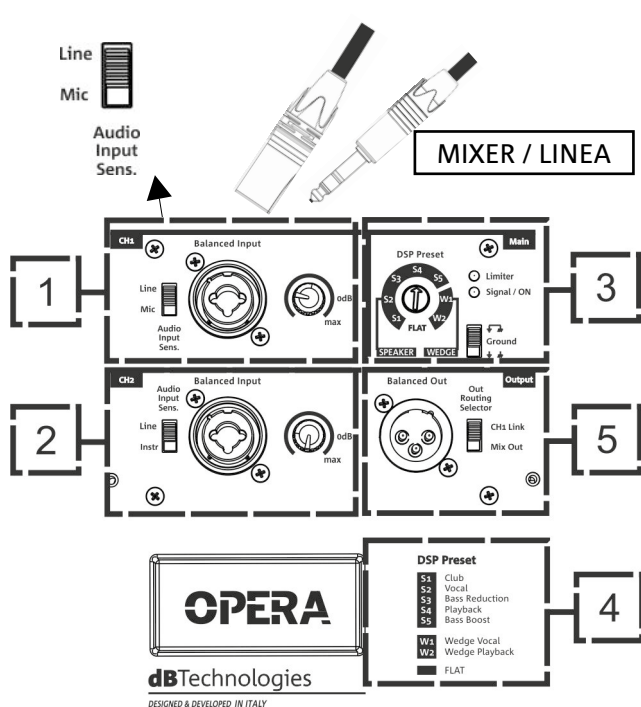 Line
Mic
Audio
Input
Sens.
MIXER / LINEA
1
CH1
Balanced Input
Line
Mic
Audio
Input
Sens.
0dB
max
Main
DSP Preset
S1
S2
S3
S4
S5
W1
W2
FLAT
SPEAKER
WEDGE
Limiter
Signal / ON
Ground
3
2
CH2
Balanced Input
Audio
Input
Sens.
Line
Instr
0dB
max
Output
Balanced Out
Out
Routing
Selector
CH1 Link
Mix Out
5
OPERA
dBTechnologies
DESIGNED & DEVELOPED IN ITALY
DSP Preset
S1 Club
S2 Vocal
S3 Bass Reduction
S4 Playback
S5 Bass Boost
W1 Wedge Vocal
W2 Wedge Playback
FLAT
4